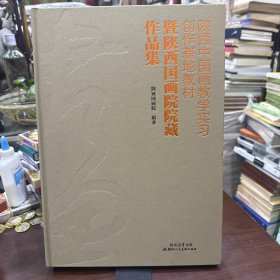 陕西中国画教学实习
创作基地教材
暨陕西国画院院藏
作品集
陕西国画院 编著